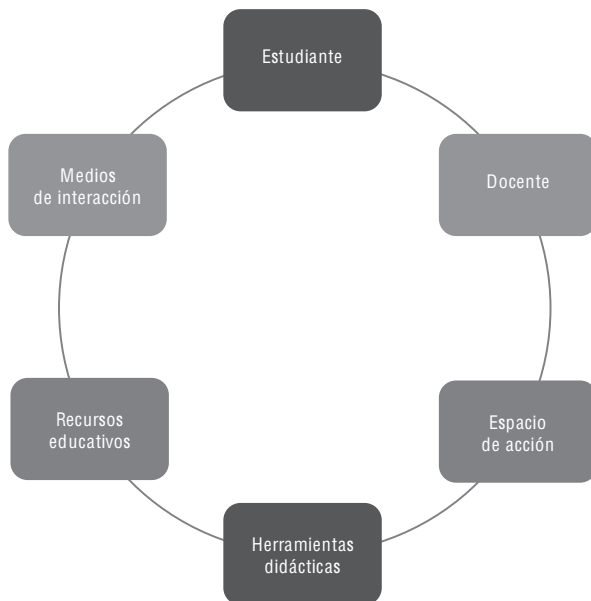 Estudiante
Docente
Espacio
de acción
Herramientas
didácticas
Recursos
educativos
Medios
de interacción